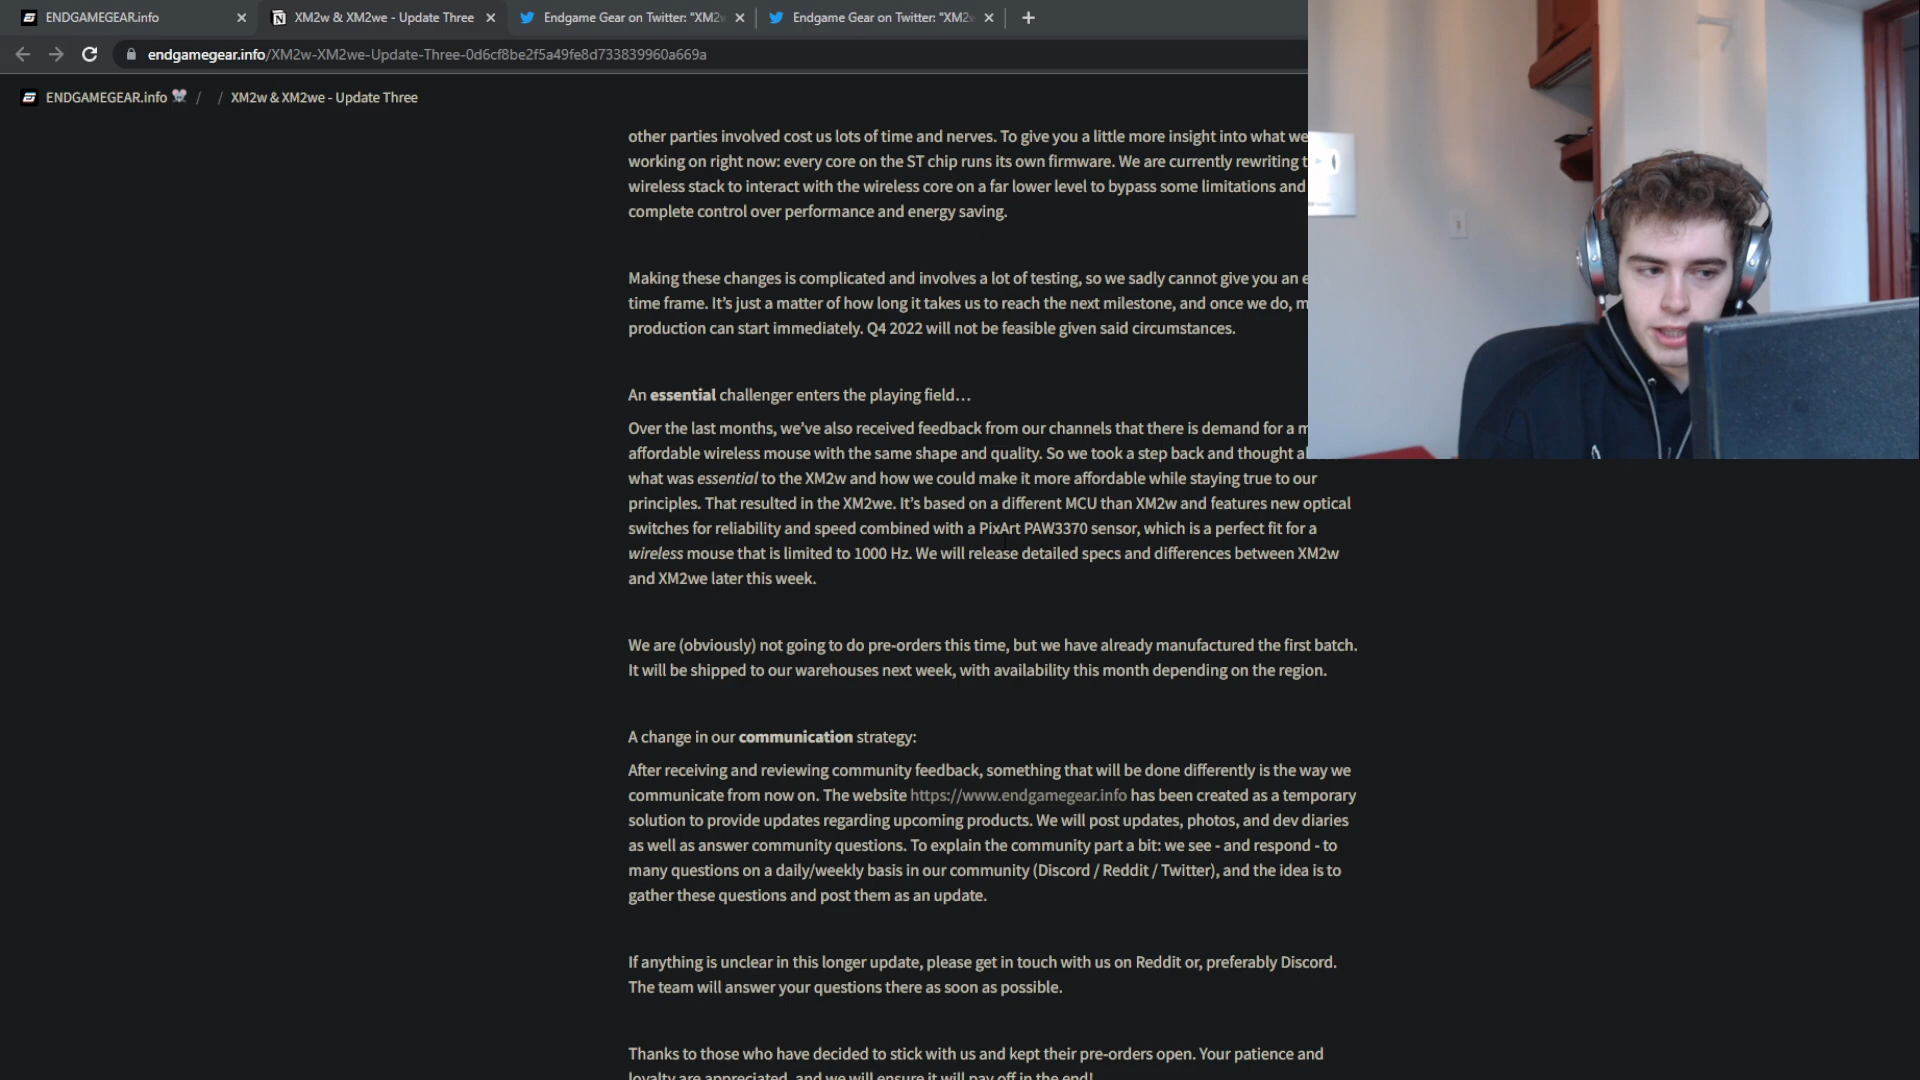 ENDGAMEGEAR.info
XM2w & XM2we - Update Three
Endgame Gear on Twitter: "XM2
Endgame Gear on Twitter: "XM2
endgamegear.info/XM2w-XM2we-Update-Three-0d6cf8be2f5a49fe8d733839960a669a
ENDGAMEGEAR.info / / XM2w & XM2we - Update Three
other parties involved cost us lots of time and nerves. To give you a little more insight into what we
working on right now: every core on the ST chip runs its own firmware. We are currently rewriting t
wireless stack to interact with the wireless core on a far lower level to bypass some limitations and
complete control over performance and energy saving.
Making these changes is complicated and involves a lot of testing, so we sadly cannot give you an e
time frame. It's just a matter of how long it takes us to reach the next milestone, and once we do, m
production can start immediately. Q4 2022 will not be feasible given said circumstances.
An essential challenger enters the playing field…
Over the last months, we've also received feedback from our channels that there is demand for a m
affordable wireless mouse with the same shape and quality. So we took a step back and thought a
what was essential to the XM2w and how we could make it more affordable while staying true to our
principles. That resulted in the XM2we. It's based on a different MCU than XM2w and features new optical
switches for reliability and speed combined with a PixArt PAW3370 sensor, which is a perfect fit for a
wireless mouse that is limited to 1000 Hz. We will release detailed specs and differences between XM2w
and XM2we later this week.
We are (obviously) not going to do pre-orders this time, but we have already manufactured the first batch.
It will be shipped to our warehouses next week, with availability this month depending on the region.
A change in our communication strategy:
After receiving and reviewing community feedback, something that will be done differently is the way we
communicate from now on. The website https://www.endgamegear.info has been created as a temporary
solution to provide updates regarding upcoming products. We will post updates, photos, and dev diaries
as well as answer community questions. To explain the community part a bit: we see - and respond - to
many questions on a daily/weekly basis in our community (Discord / Reddit / Twitter), and the idea is to
gather these questions and post them as an update.
If anything is unclear in this longer update, please get in touch with us on Reddit or, preferably Discord.
The team will answer your questions there as soon as possible.
Thanks to those who have decided to stick with us and kept their pre-orders open. Your patience and
loyalty are appreciated, and we will ensure it will pay off in the end!